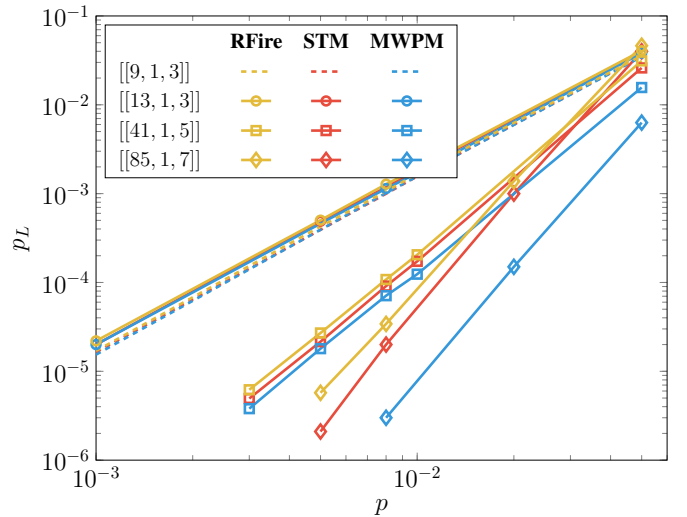 10^{-1}
10^{-2}
10^{-3}
10^{-4}
10^{-5}
10^{-6}
p_L
RFire STM MWPM
[[9, 1, 3]]
[[13, 1, 3]]
[[41, 1, 5]]
[[85, 1, 7]]
10^{-3} 10^{-2}
p